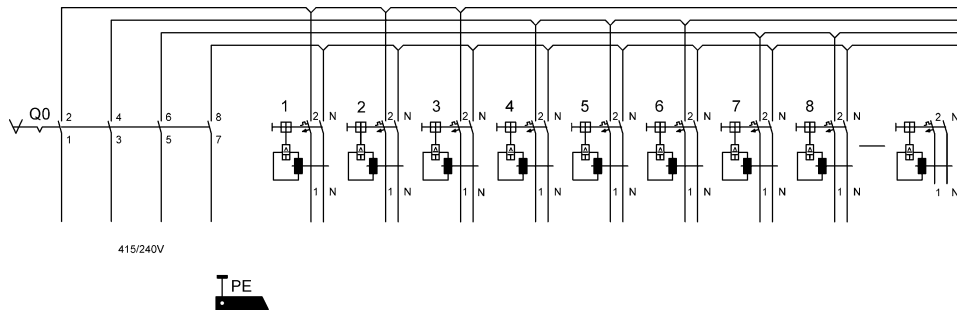 1 2 3 4 5 6 7 8
Q0 2 4 6 8 2 N 2 N 2 N 2 N 2 N 2 N 2 N 2 N 2 N
1 3 5 7
1 N 1 N 1 N 1 N 1 N 1 N 1 N 1 N 1 N
415/240V
PE